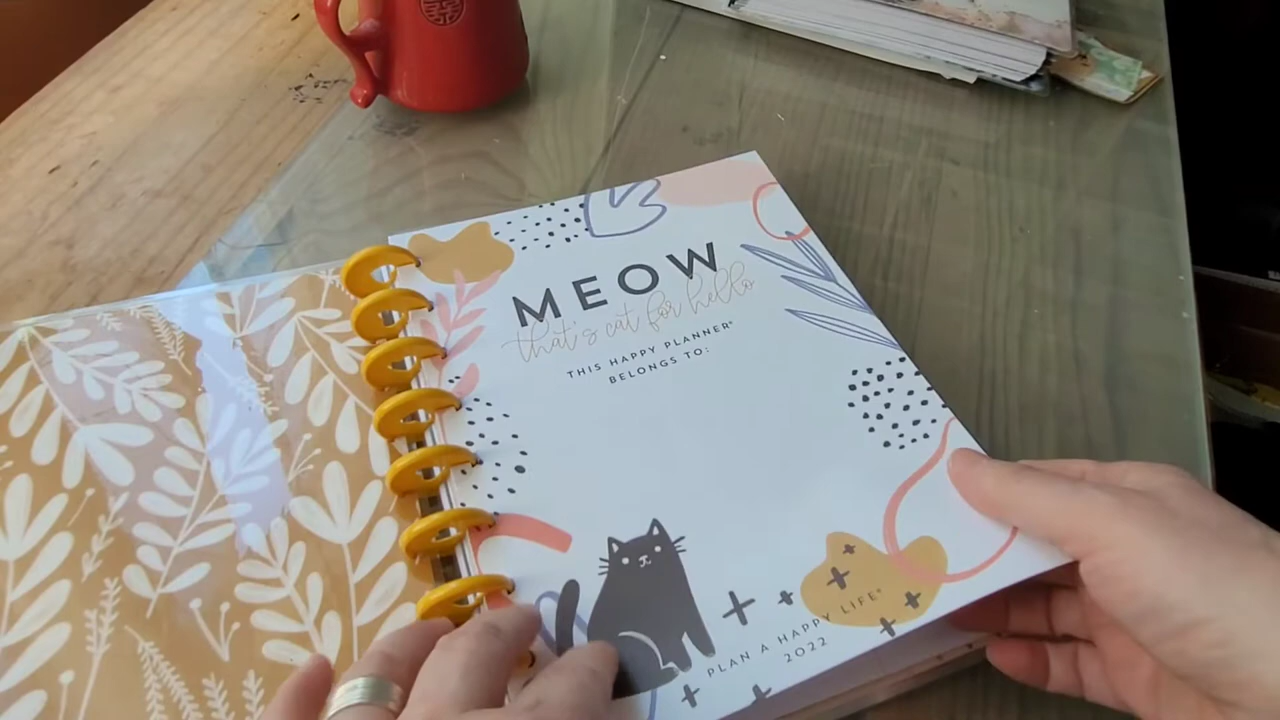 MEOW
that's cat for hello
THIS HAPPY PLANNER®
BELONGS TO:
PLAN A HAPPY LIFE®
2022